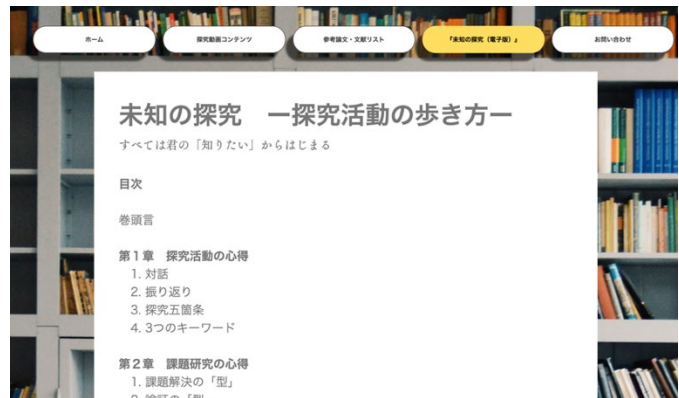 ホーム
探究動画コンテンツ
参考論文・文献リスト
『未知の探究（電子版）』
お問い合わせ
未知の探究　ー探究活動の歩き方ー
すべては君の「知りたい」からはじまる
目次
巻頭言
第１章　探究活動の心得
1. 対話
2. 振り返り
3. 探究五箇条
4. 3つのキーワード
第２章　課題研究の心得
1. 課題解決の「型」